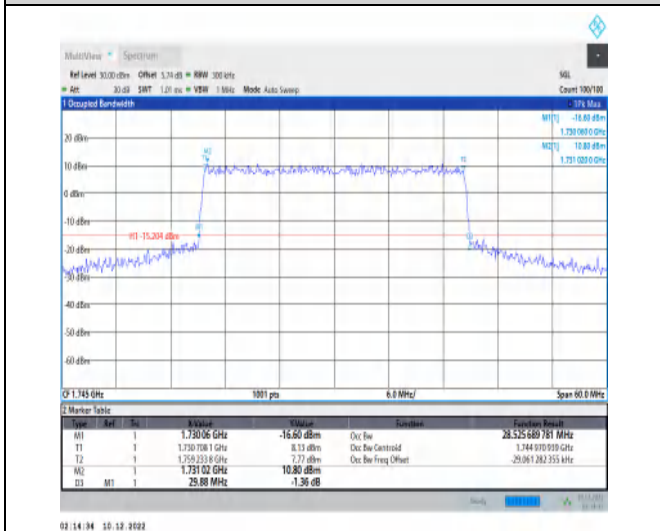 MultiView Spectrum
Ref Level 30.00 dBm Offset 5.74 dB RBW 300 kHz SGL
Att 30 dB SWT 1.01 ms VBW 1 MHz Mode Auto Sweep Count 100/100
1 Occupied Bandwidth 1Pk Max
M1[1] -16.60 dBm
1.730 060 0 GHz
20 dBm M2[1] 10.80 dBm
1.731 020 0 GHz
M2
10 dBm
0 dBm
-10 dBm
H1 -15.204 dBm
-20 dBm
-30 dBm
-40 dBm
-50 dBm
-60 dBm
CF 1.745 GHz 1001 pts 6.0 MHz/ Span 60.0 MHz
2 Marker Table
Type Ref Trc X-Value Y-Value Function Function Result
M1 1 1.730 06 GHz -16.60 dBm Occ Bw 28.525 689 781 MHz
T1 1 1.730 708 1 GHz 8.13 dBm Occ Bw Centroid 1.744 970 939 GHz
T2 1 1.759 233 8 GHz 7.77 dBm Occ Bw Freq Offset -29.061 282 355 kHz
M2 1 1.731 02 GHz 10.80 dBm
D3 M1 1 29.88 MHz -1.36 dB
Ready
02:14:34 10.12.2022